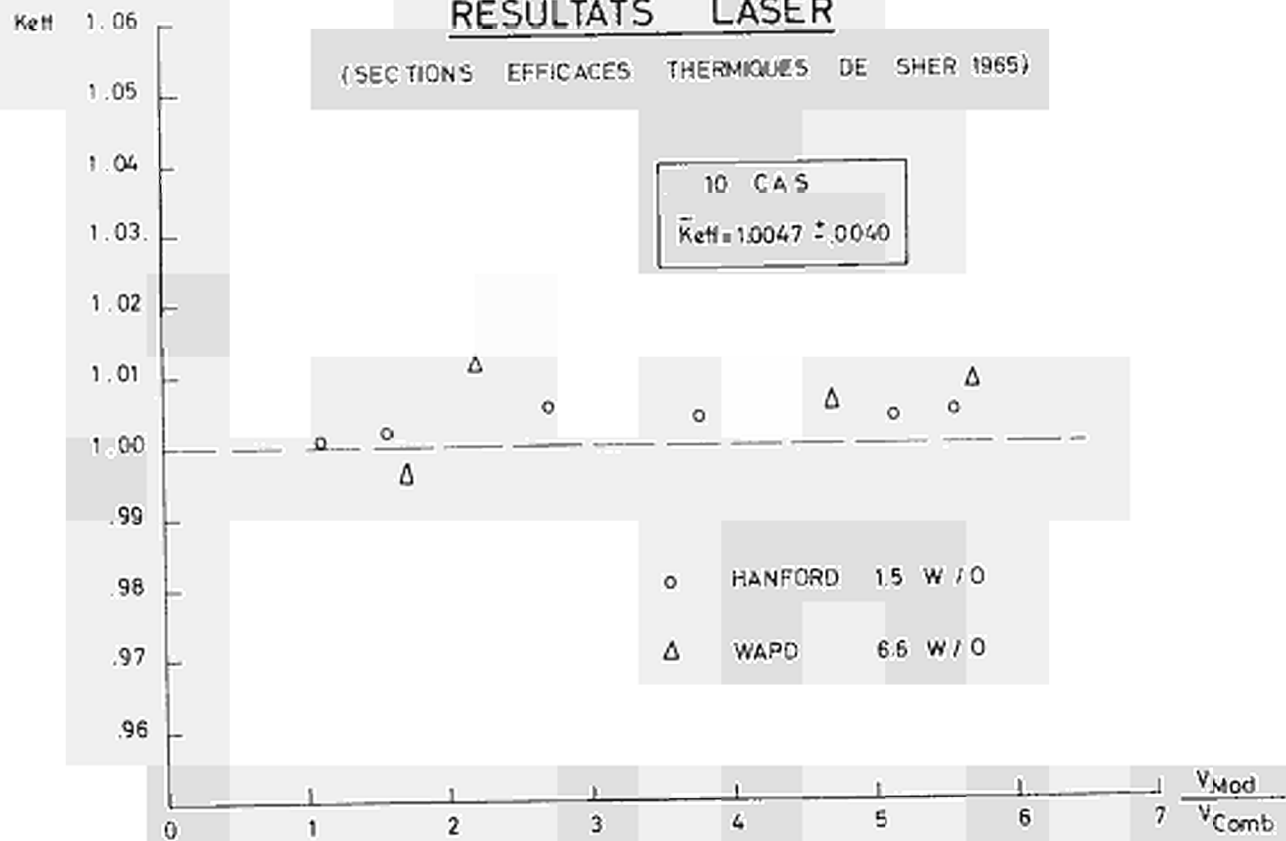 RESULTATS LASER
(SECTIONS EFFICACES THERMIQUES DE SHER 1965)
Keff
1.06
1.05
1.04
1.03.
1.02
1.01
1.00
.99
.98
.97
.96
10 CAS
K̅eff = 1.0047 ± .0040
o HANFORD 1.5 W/O
Δ WAPD 6.6 W/O
0 1 2 3 4 5 6 7
VMod
VComb